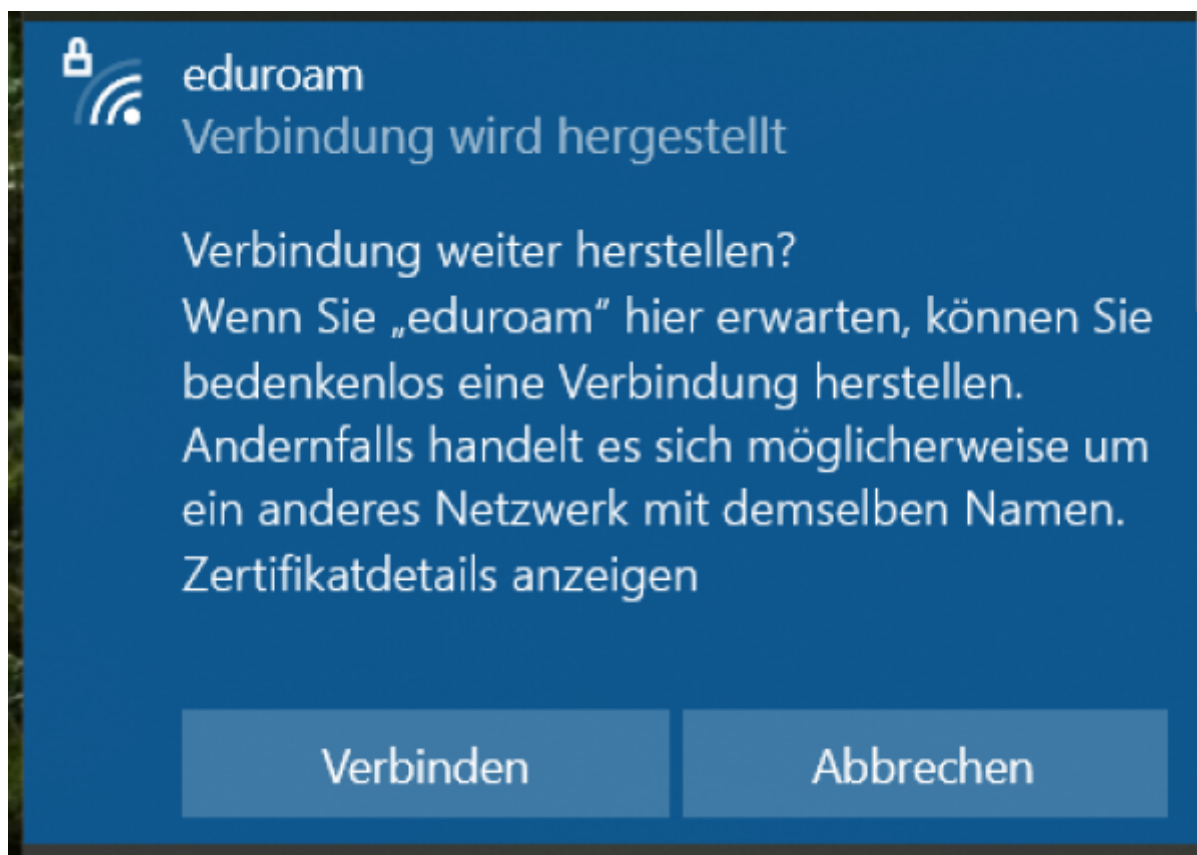 eduroam
Verbindung wird hergestellt
Verbindung weiter herstellen?
Wenn Sie „eduroam“ hier erwarten, können Sie
bedenkenlos eine Verbindung herstellen.
Andernfalls handelt es sich möglicherweise um
ein anderes Netzwerk mit demselben Namen.
Zertifikatdetails anzeigen
Verbinden
Abbrechen